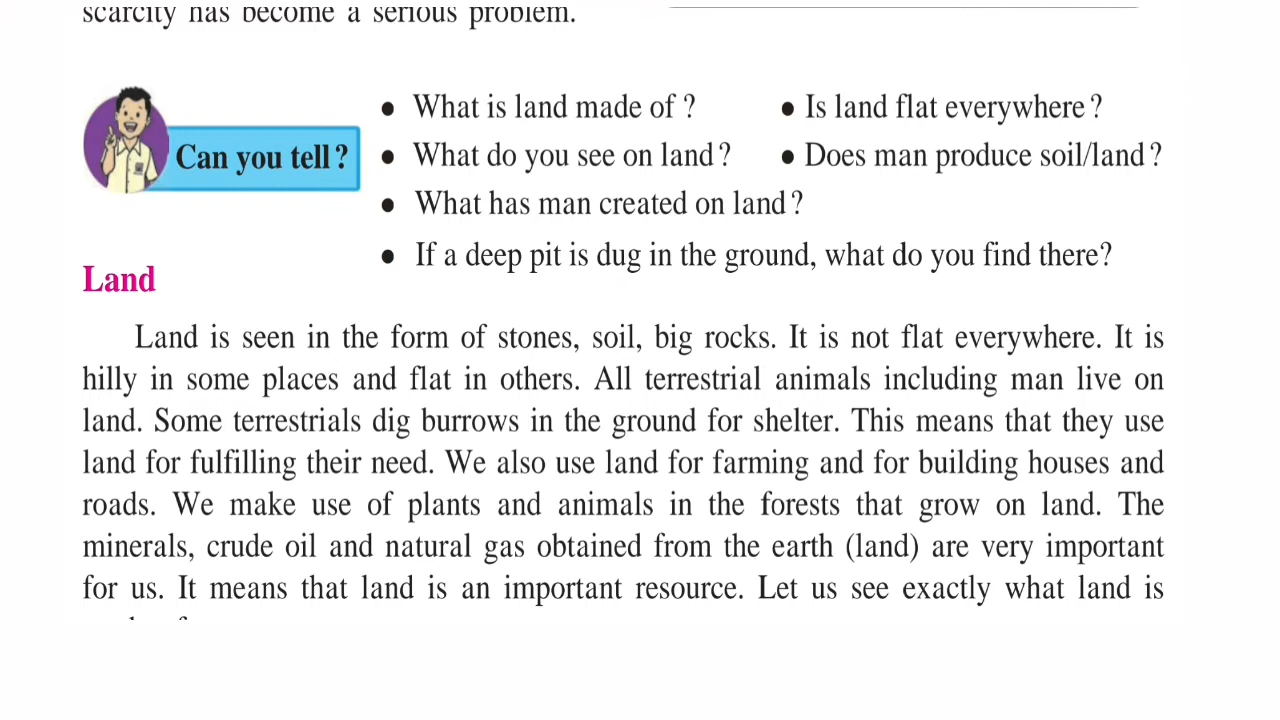 scarcity has become a serious problem.
Can you tell?
● What is land made of ?
● Is land flat everywhere?
● What do you see on land?
● Does man produce soil/land?
● What has man created on land?
● If a deep pit is dug in the ground, what do you find there?
Land
Land is seen in the form of stones, soil, big rocks. It is not flat everywhere. It is
hilly in some places and flat in others. All terrestrial animals including man live on
land. Some terrestrials dig burrows in the ground for shelter. This means that they use
land for fulfilling their need. We also use land for farming and for building houses and
roads. We make use of plants and animals in the forests that grow on land. The
minerals, crude oil and natural gas obtained from the earth (land) are very important
for us. It means that land is an important resource. Let us see exactly what land is